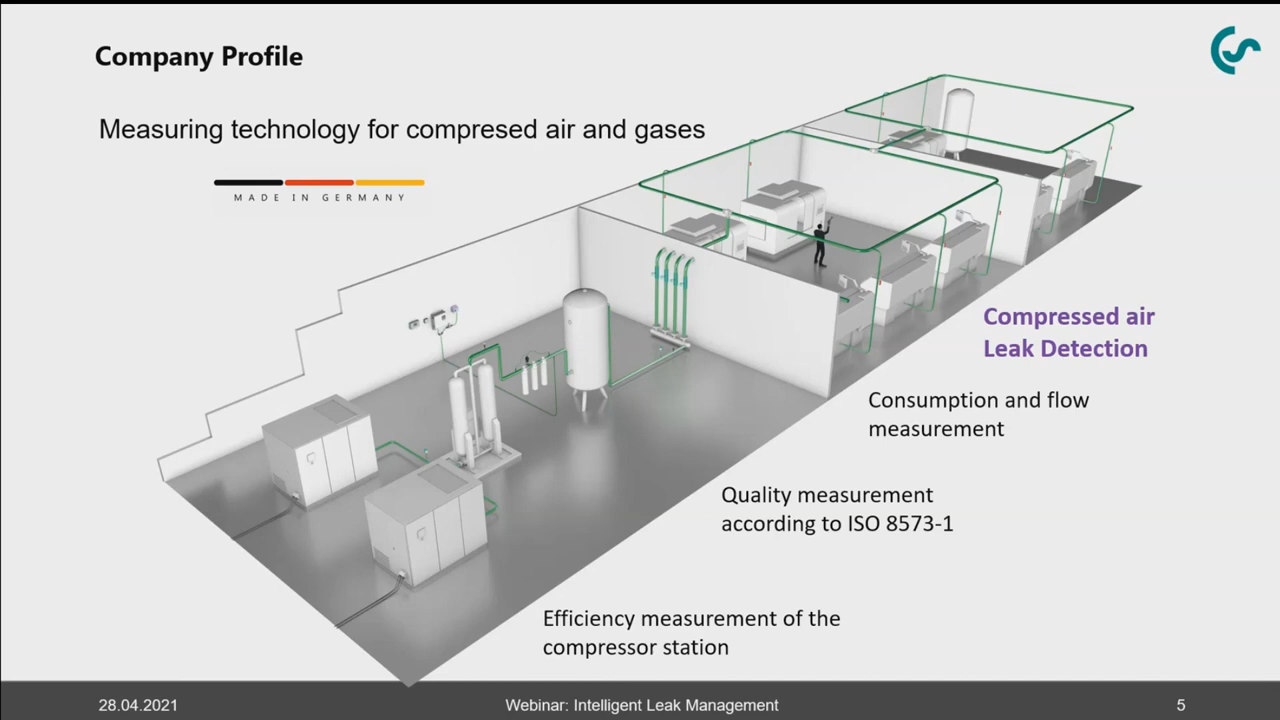 Company Profile
Measuring technology for compresed air and gases
MADE IN GERMANY
Compressed air
Leak Detection
Consumption and flow
measurement
Quality measurement
according to ISO 8573-1
Efficiency measurement of the
compressor station
28.04.2021
Webinar: Intelligent Leak Management
5